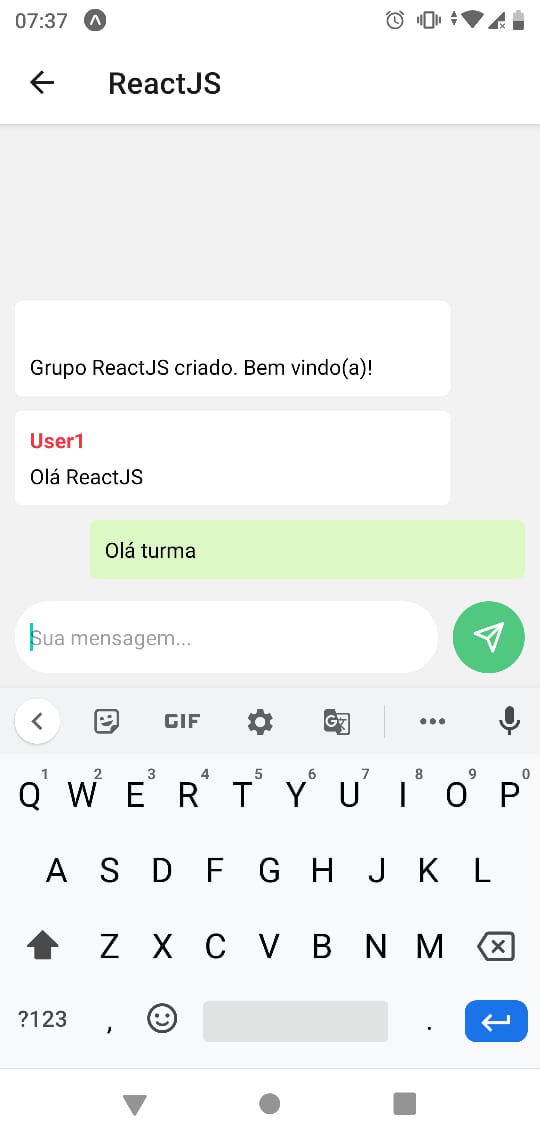 07:37
ReactJS
Grupo ReactJS criado. Bem vindo(a)!
User1
Olá ReactJS
Olá turma
Sua mensagem...
GIF
1 2 3 4 5 6 7 8 9 0
Q W E R T Y U I O P
A S D F G H J K L
Z X C V B N M
?123 , .